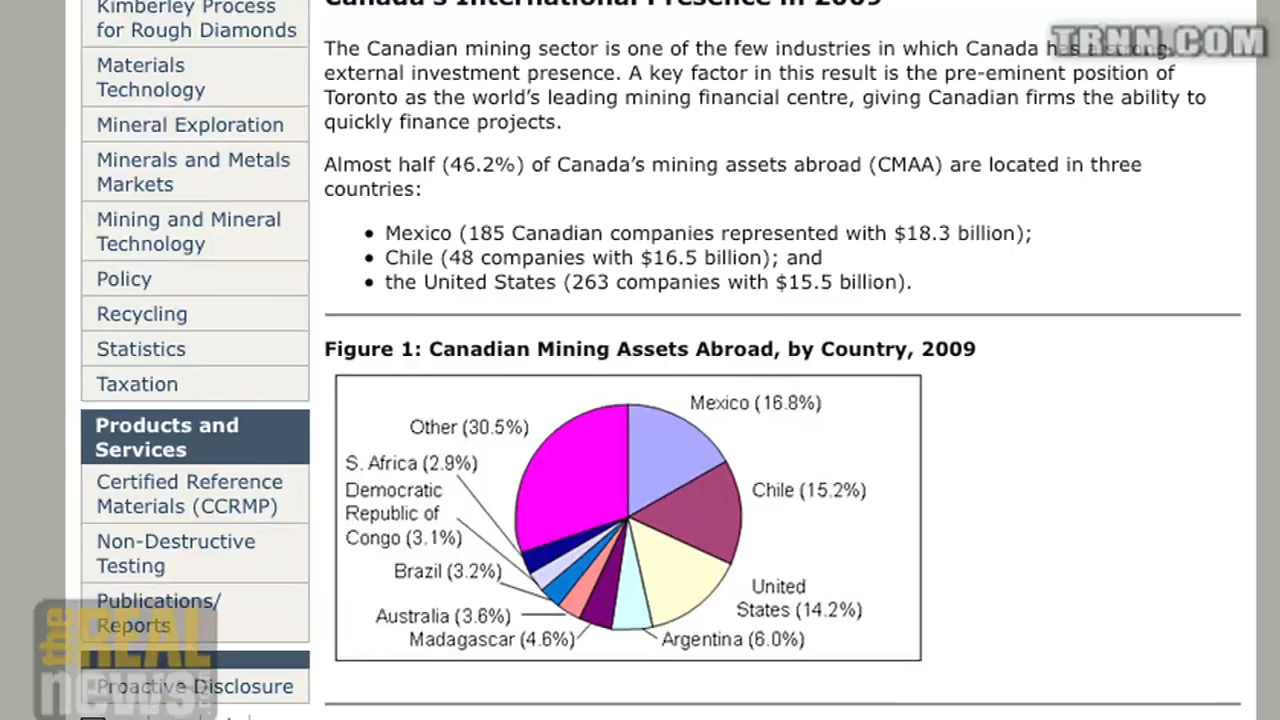 Kimberley Process
for Rough Diamonds
Materials
Technology
Mineral Exploration
Minerals and Metals
Markets
Mining and Mineral
Technology
Policy
Recycling
Statistics
Taxation
Products and
Services
Certified Reference
Materials (CCRMP)
Non-Destructive
Testing
Publications/
Reports
Proactive Disclosure
Canada's International Presence in 2009
TRNN.COM
The Canadian mining sector is one of the few industries in which Canada has a strong
external investment presence. A key factor in this result is the pre-eminent position of
Toronto as the world's leading mining financial centre, giving Canadian firms the ability to
quickly finance projects.
Almost half (46.2%) of Canada's mining assets abroad (CMAA) are located in three
countries:
• Mexico (185 Canadian companies represented with $18.3 billion);
• Chile (48 companies with $16.5 billion); and
• the United States (263 companies with $15.5 billion).
Figure 1: Canadian Mining Assets Abroad, by Country, 2009
Mexico (16.8%)
Other (30.5%)
S. Africa (2.9%)
Democratic
Republic of
Congo (3.1%)
Chile (15.2%)
Brazil (3.2%)
United
States (14.2%)
Australia (3.6%)
Madagascar (4.6%)
Argentina (6.0%)
the
REAL
news